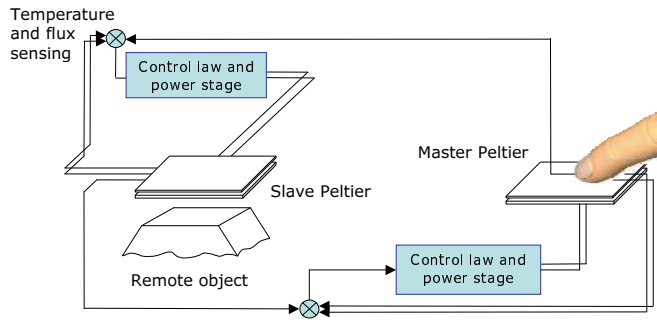 Temperature
and flux
sensing
Control law and
power stage
Master Peltier
Slave Peltier
Remote object
Control law and
power stage